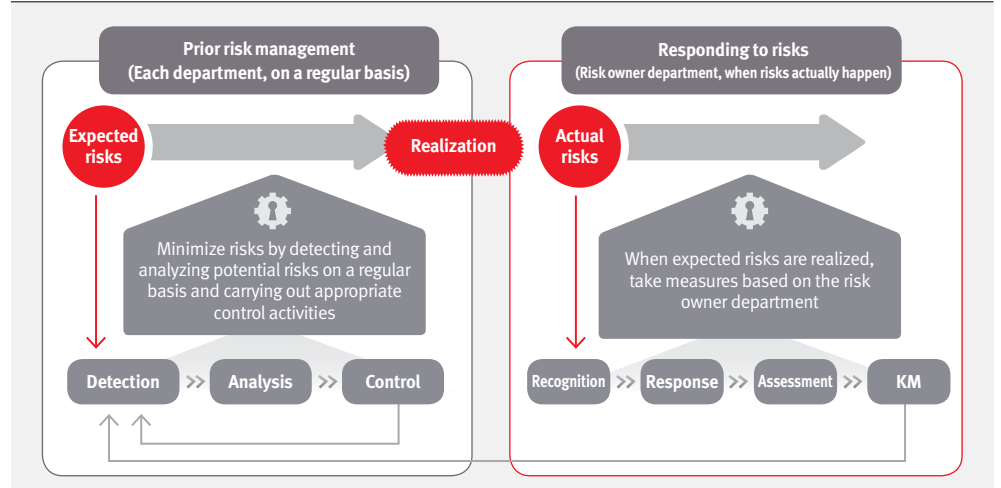 Prior risk management
(Each department, on a regular basis)
Expected
risks
Realization
Minimize risks by detecting and
analyzing potential risks on a regular
basis and carrying out appropriate
control activities
Detection >> Analysis >> Control
Responding to risks
(Risk owner department, when risks actually happen)
Actual
risks
When expected risks are realized,
take measures based on the risk
owner department
Recognition >> Response >> Assessment >> KM